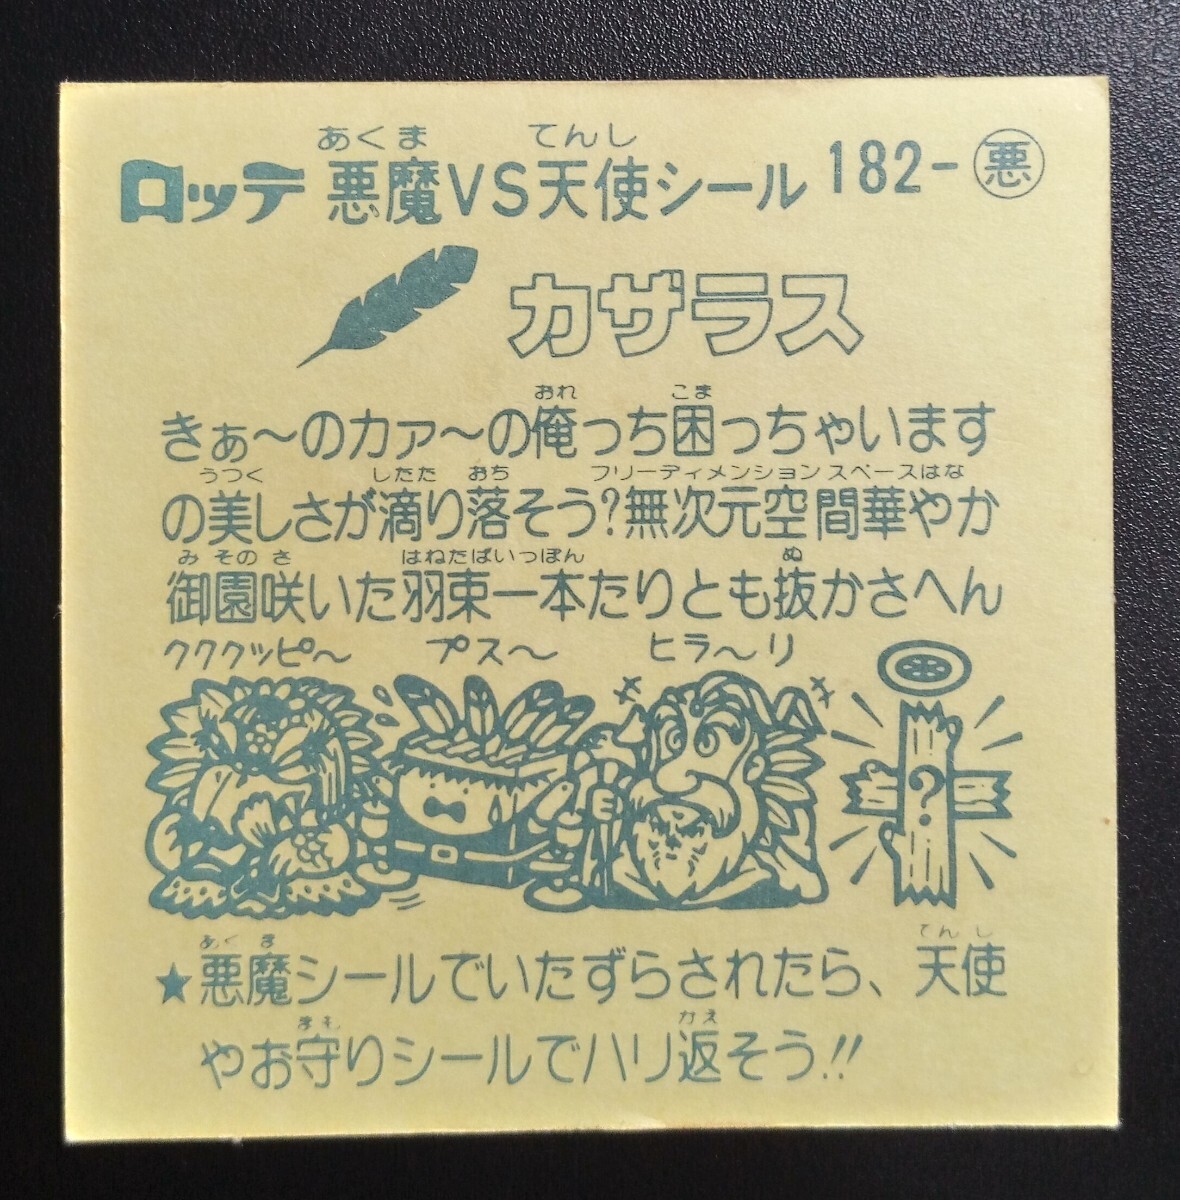 あくま てんし
ロッテ 悪魔VS天使シール 182-悪
カザラス
おれ こま
きぁ〜のカァ〜の俺っち困っちゃいます
うつく したた おち フリーディメンションスペースはな
の美しさが滴り落そう?無次元空間華やか
みそのさ はねたばいっぽん ぬ
御園咲いた羽束一本たりとも抜かさへん
クククッピ〜 プス〜 ヒラ〜リ
?
あくま てんし
★悪魔シールでいたずらされたら、天使
まも かえ
やお守りシールでハリ返そう!!